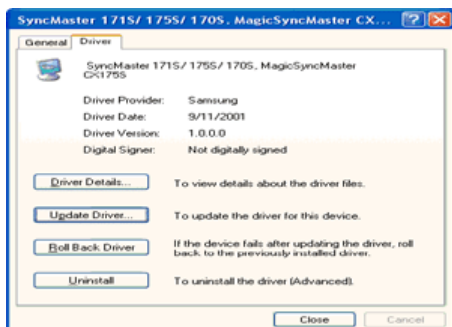 SyncMaster 171S/ 175S/ 170S, MagicSyncMaster CX...
General Driver
SyncMaster 171S/ 175S/ 170S, MagicSyncMaster
CX175S
Driver Provider: Samsung
Driver Date: 9/11/2001
Driver Version: 1.0.0.0
Digital Signer: Not digitally signed
Driver Details... To view details about the driver files.
Update Driver... To update the driver for this device.
Roll Back Driver If the device fails after updating the driver, roll
back to the previously installed driver.
Uninstall To uninstall the driver (Advanced).
Close Cancel